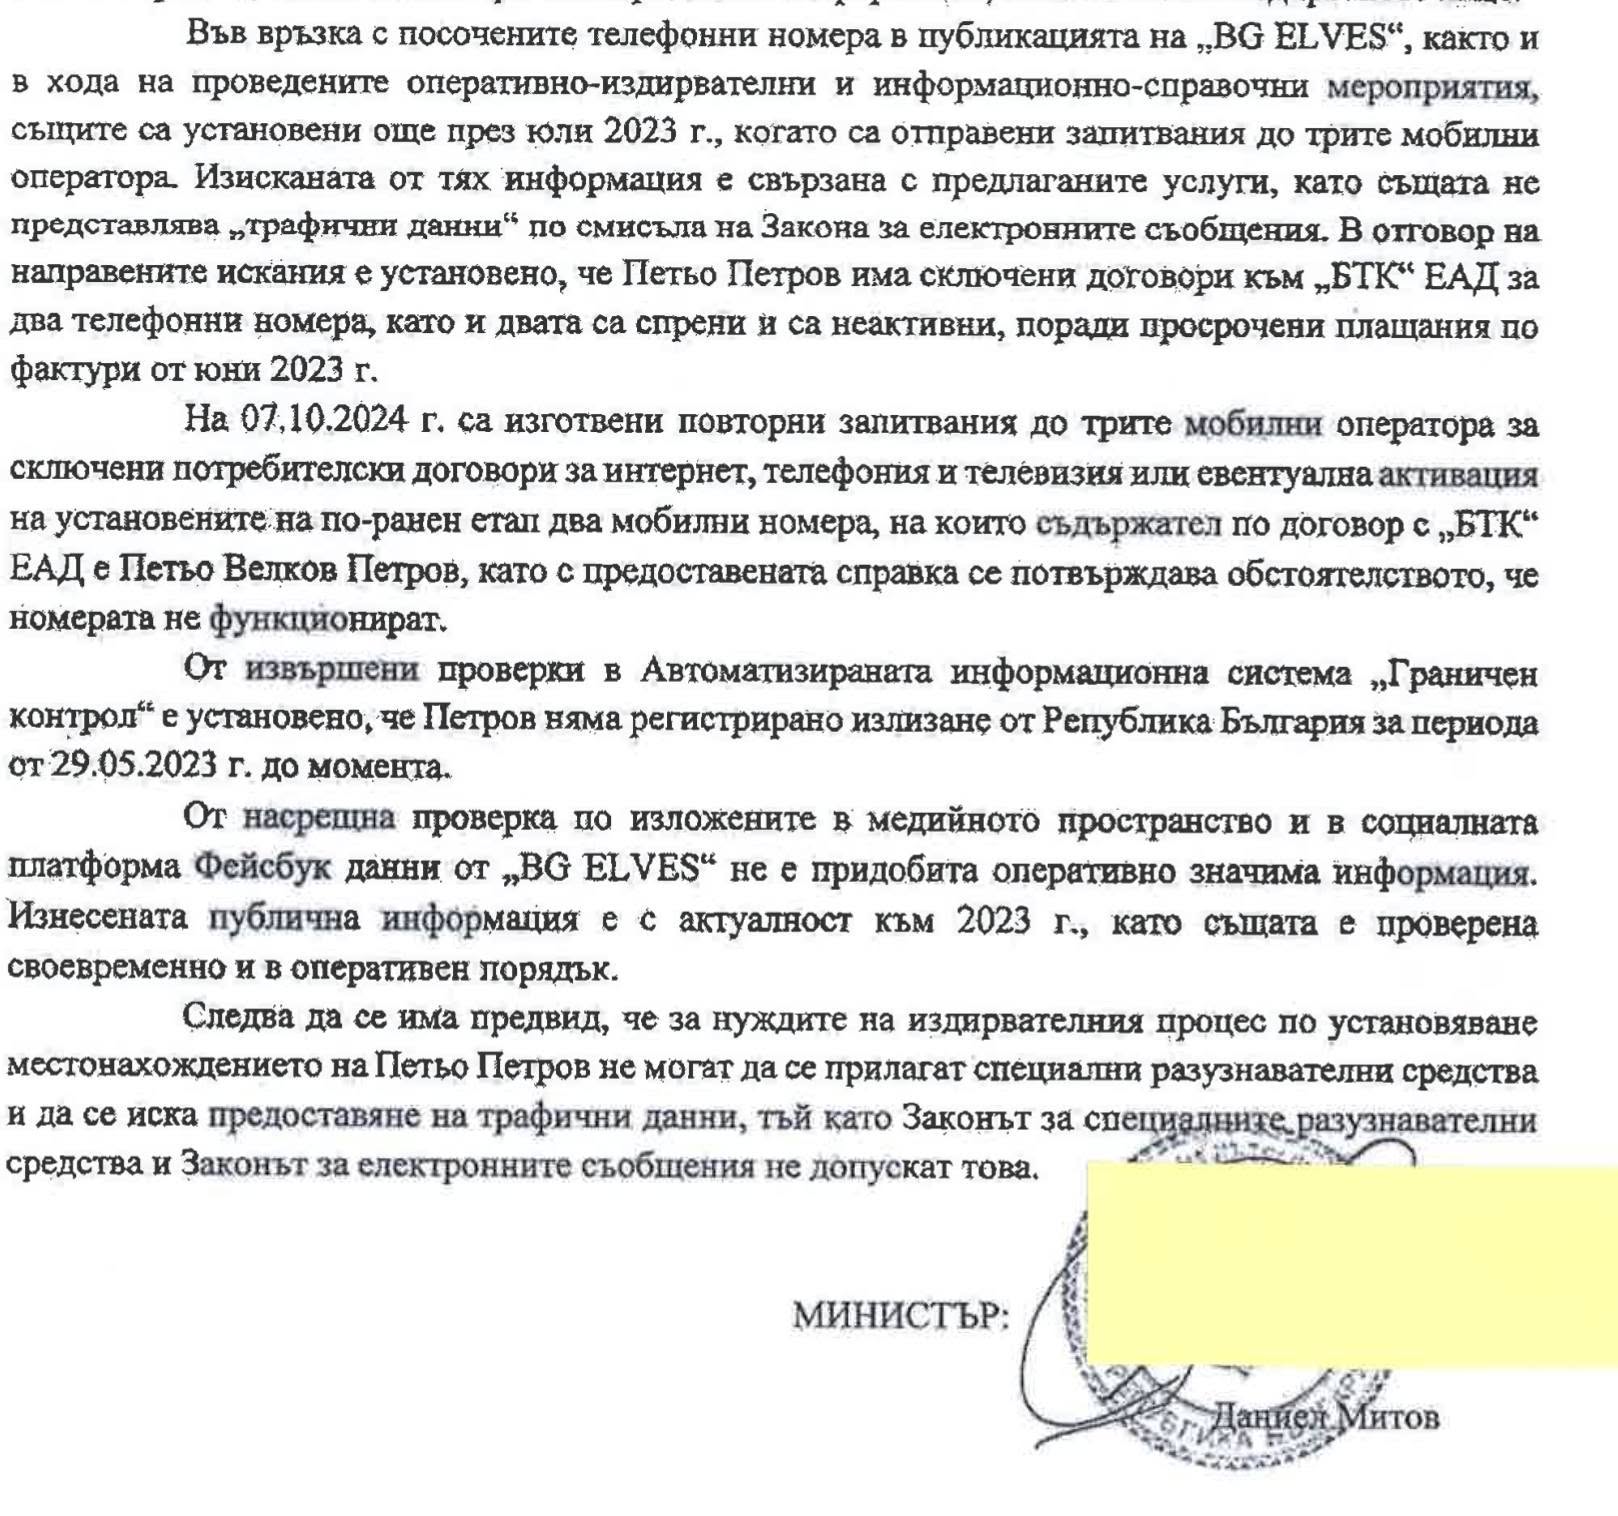 Във връзка с посочените телефонни номера в публикацията на „BG ELVES“, както и
в хода на проведените оперативно-издирвателни и информационно-справочни мероприятия,
същите са установени още през юли 2023 г., когато са отправени запитвания до трите мобилни
оператора. Изисканата от тях информация е свързана с предлаганите услуги, като същата не
представлява „трафични данни“ по смисъла на Закона за електронните съобщения. В отговор на
направените искания е установено, че Петьо Петров има сключени договори към „БТК“ ЕАД за
два телефонни номера, като и двата са спрени и са неактивни, поради просрочени плащания по
фактури от юни 2023 г.
На 07.10.2024 г. са изготвени повторни запитвания до трите мобилни оператора за
сключени потребителски договори за интернет, телефония и телевизия или евентуална активация
на установените на по-ранен етап два мобилни номера, на които съдържател по договор с „БТК“
ЕАД е Петьо Велков Петров, като с предоставената справка се потвърждава обстоятелството, че
номерата не функционират.
От извършени проверки в Автоматизираната информационна система „Граничен
контрол“ е установено, че Петров няма регистрирано излизане от Република България за периода
от 29.05.2023 г. до момента.
От насрещна проверка по изложените в медийното пространство и в социалната
платформа Фейсбук данни от „BG ELVES“ не е придобита оперативно значима информация.
Изнесената публична информация е с актуалност към 2023 г., като същата е проверена
своевременно и в оперативен порядък.
Следва да се има предвид, че за нуждите на издирвателния процес по установяване
местонахождението на Петьо Петров не могат да се прилагат специални разузнавателни средства
и да се иска предоставяне на трафични данни, тъй като Законът за специалните разузнавателни
средства и Законът за електронните съобщения не допускат това.
МИНИСТЪР:
Даниел Митов